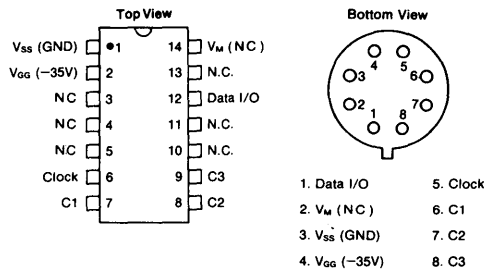 Top View
Bottom View
VSS (GND) 1 14 VM (NC)
VGG (−35V) 2 13 N.C.
NC 3 12 Data I/O
NC 4 11 N.C.
N.C 5 10 N.C.
Clock 6 9 C3
C1 7 8 C2
4 5
3 6
2 7
1 8
1. Data I/O 5. Clock
2. VM (NC) 6. C1
3. VSS (GND) 7. C2
4. VGG (−35V) 8. C3